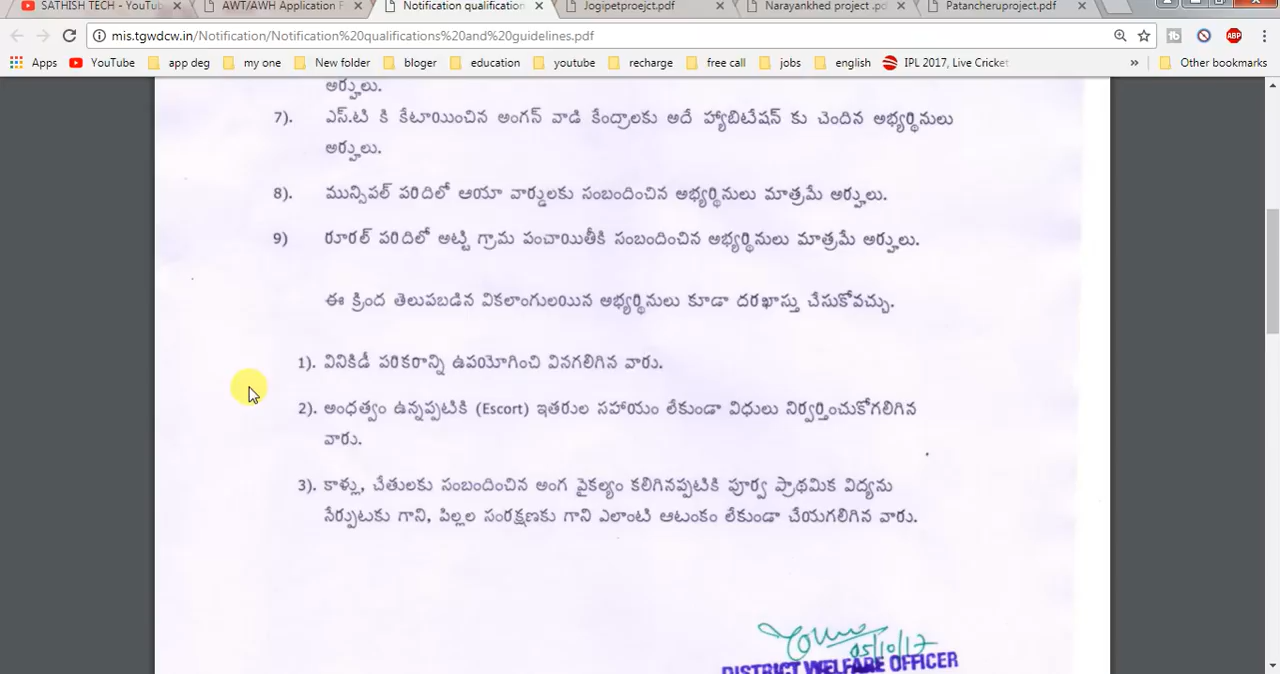 SATHISH TECH - YouTu
AWT/AWH Application F
Notification qualification
Jogipetproejct.pdf
Narayankhed project .pd
Patancheruproject.pdf
mis.tgwdcw.in/Notification/Notification%20qualifications%20and%20guidelines.pdf
Apps YouTube app deg my one New folder bloger education youtube recharge free call jobs english IPL 2017, Live Cricket » Other bookmarks
అర్హులు.
7). ఎస్.టి కి కేటాయించిన అంగన్ వాడి కేంద్రాలకు అదే హ్యాబిటేషన్ కు చెందిన అభ్యర్థినులు
అర్హులు.
8). మున్సిపల్ పరిదిలో ఆయా వార్డులకు సంబందించిన అభ్యర్థినులు మాత్రమే అర్హులు.
9) రూరల్ పరిదిలో అట్టి గ్రామ పంచాయితీకి సంబందించిన అభ్యర్థినులు మాత్రమే అర్హులు.
ఈ క్రింద తెలుపబడిన వికలాంగులయిన అభ్యర్థినులు కూడా దరఖాస్తు చేసుకోవచ్చు.
1). వినికిడీ పరికరాన్ని ఉపయోగించి వినగలిగిన వారు.
2). అంధత్వం ఉన్నప్పటికి (Escort) ఇతరుల సహాయం లేకుండా విధులు నిర్వర్తించుకోగలిగిన
వారు.
3). కాళ్లు, చేతులకు సంబందించిన అంగ వైకల్యం కలిగినప్పటికి పూర్వ ప్రాథమిక విద్యను
నేర్పుటకు గాని, పిల్లల సంరక్షణకు గాని ఎలాంటి ఆటంకం లేకుండా చేయగలిగిన వారు.
05/10/17
DISTRICT WELFARE OFFICER